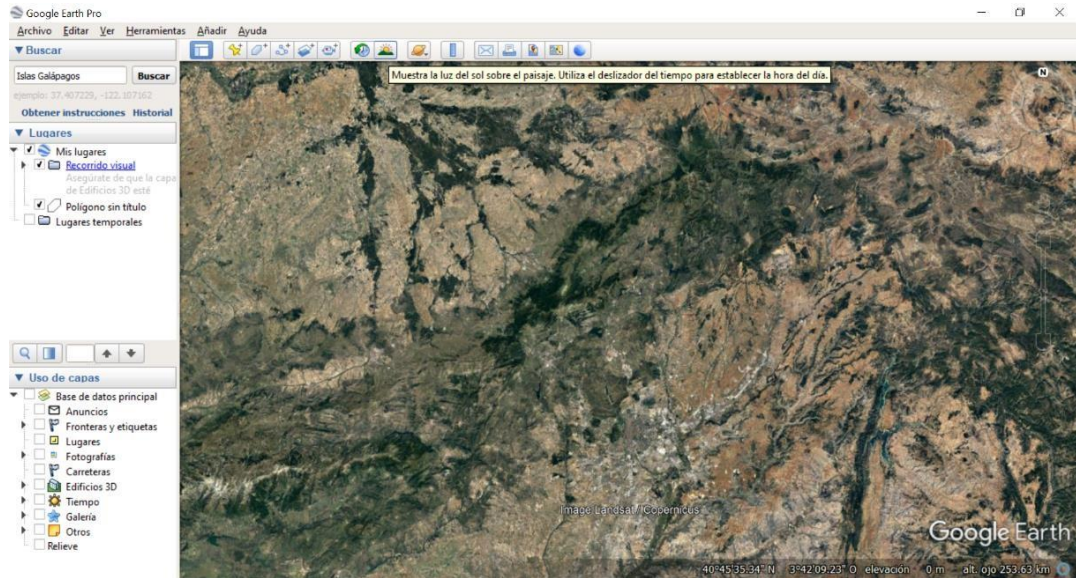 Google Earth Pro
Archivo Editar Ver Herramientas Añadir Ayuda
Buscar
Islas Galápagos Buscar
ejemplo: 37.407229, -122.107162
Obtener instrucciones Historial
Muestra la luz del sol sobre el paisaje. Utiliza el deslizador del tiempo para establecer la hora del día.
N
Lugares
Mis lugares
Recorrido visual
Asegúrate de que la capa
de Edificios 3D esté
Polígono sin título
Lugares temporales
Uso de capas
Base de datos principal
Anuncios
Fronteras y etiquetas
Lugares
Fotografías
Carreteras
Edificios 3D
Tiempo
Galería
Otros
Relieve
Image Landsat / Copernicus
Google Earth
40°45'35.34" N 3°42'09.23" O elevación 0 m alt. ojo 253.63 km